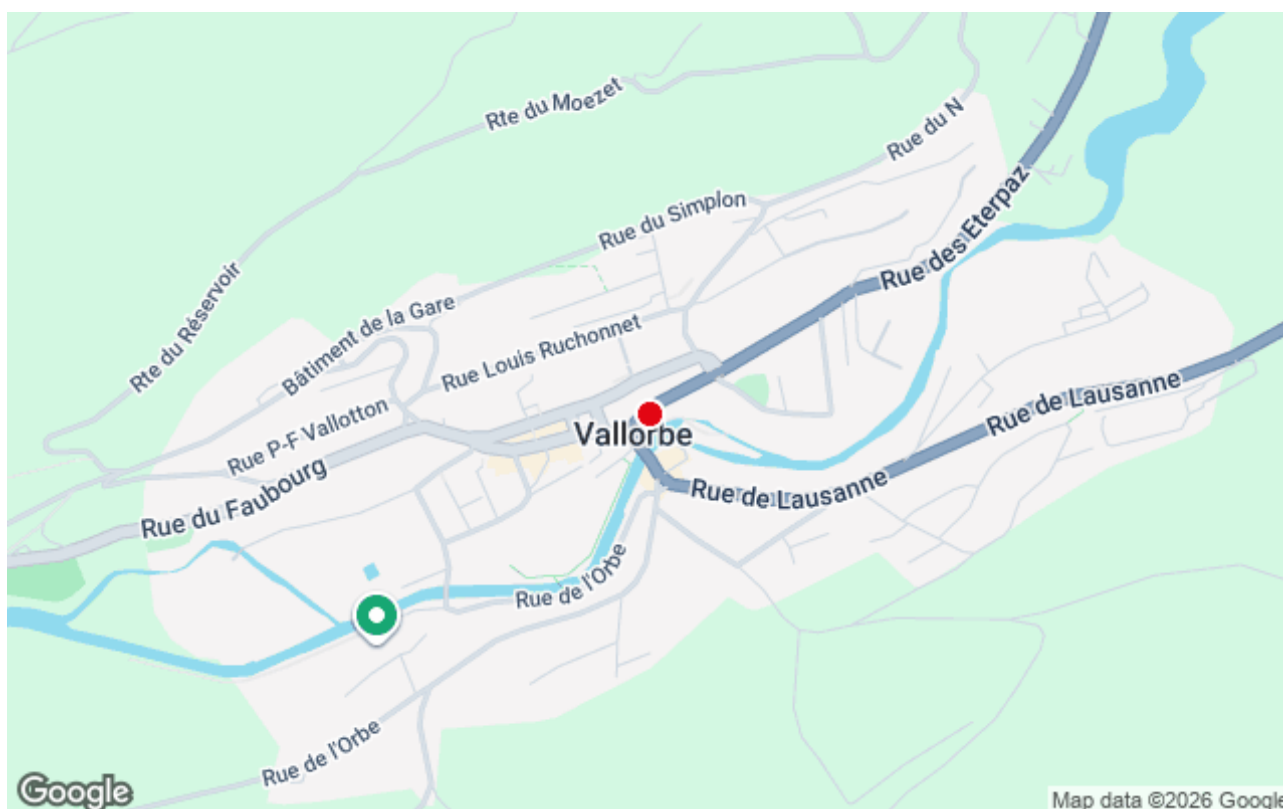 Rte du Moezet
Rue du N
Rue du Simplon
Rue des Eterpaz
Rte du Réservoir
Bâtiment de la Gare
Rue Louis Ruchonnet
Rue P-F Vallotton
Rue de Lausanne
Vallorbe
Rue du Faubourg
Rue de Lausanne
Rue de l'Orbe
Rue de l'Orbe
Google
Map data ©2026 Google